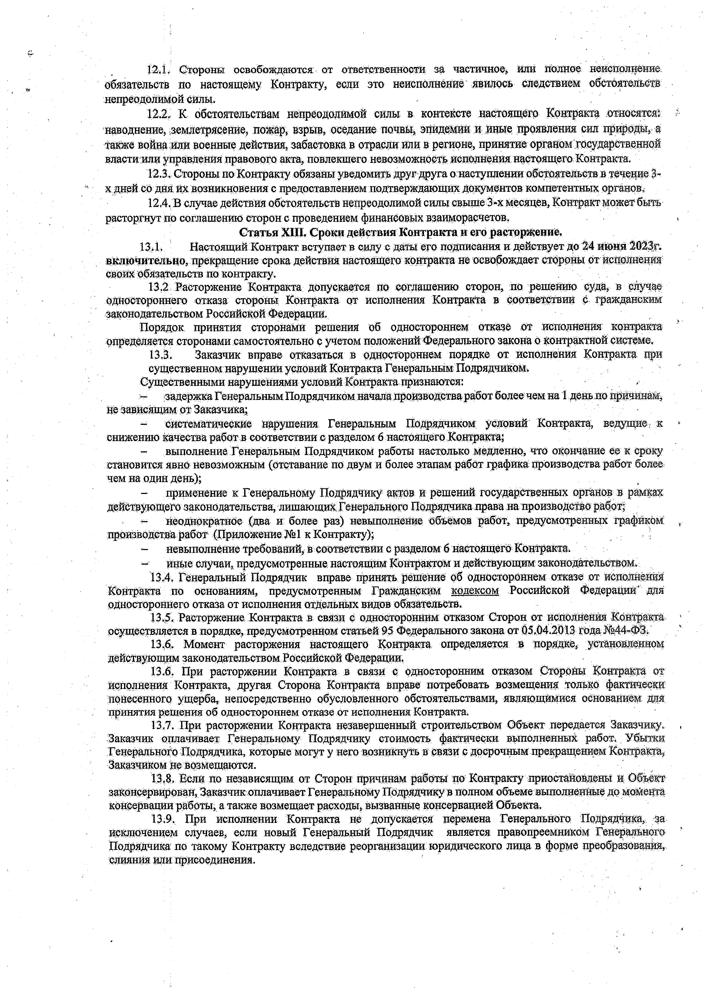 12.1. Стороны освобождаются от ответственности за частичное, или полное неисполнение
обязательств по настоящему Контракту, если это неисполнение явилось следствием обстоятельств
непреодолимой силы.
12.2. К обстоятельствам непреодолимой силы в контексте настоящего Контракта относятся:
наводнение, землетрясение, пожар, взрыв, оседание почвы, эпидемии и иные проявления сил природы, а
также война или военные действия, забастовка в отрасли или в регионе, принятие органом государственной
власти или управления правового акта, повлекшего невозможность исполнения настоящего Контракта.
12.3. Стороны по Контракту обязаны уведомить друг друга о наступлении обстоятельств в течение 3-
х дней со дня их возникновения с предоставлением подтверждающих документов компетентных органов.
12.4. В случае действия обстоятельств непреодолимой силы свыше 3-х месяцев, Контракт может быть
расторгнут по соглашению сторон с проведением финансовых взаиморасчетов.
Статья XIII. Сроки действия Контракта и его расторжение.
13.1. Настоящий Контракт вступает в силу с даты его подписания и действует до 24 июня 2023г.
включительно, прекращение срока действия настоящего контракта не освобождает стороны от исполнения
своих обязательств по контракту.
13.2 Расторжение Контракта допускается по соглашению сторон, по решению суда, в случае
одностороннего отказа стороны Контракта от исполнения Контракта в соответствии с гражданским
законодательством Российской Федерации.
Порядок принятия сторонами решения об одностороннем отказе от исполнения контракта
определяется сторонами самостоятельно с учетом положений Федерального закона о контрактной системе.
13.3. Заказчик вправе отказаться в одностороннем порядке от исполнения Контракта при
существенном нарушении условий Контракта Генеральным Подрядчиком.
Существенными нарушениями условий Контракта признаются:
– задержка Генеральным Подрядчиком начала производства работ более чем на 1 день по причинам,
не зависящим от Заказчика;
– систематические нарушения Генеральным Подрядчиком условий Контракта, ведущие к
снижению качества работ в соответствии с разделом 6 настоящего Контракта;
– выполнение Генеральным Подрядчиком работы настолько медленно, что окончание ее к сроку
становится явно невозможным (отставание по двум и более этапам работ графика производства работ более
чем на один день);
– применение к Генеральному Подрядчику актов и решений государственных органов в рамках
действующего законодательства, лишающих Генерального Подрядчика права на производство работ;
– неоднократное (два и более раз) невыполнение объемов работ, предусмотренных графиком
производства работ (Приложение №1 к Контракту);
– невыполнение требований, в соответствии с разделом 6 настоящего Контракта.
– иные случаи, предусмотренные настоящим Контрактом и действующим законодательством.
13.4. Генеральный Подрядчик вправе принять решение об одностороннем отказе от исполнения
Контракта по основаниям, предусмотренным Гражданским кодексом Российской Федерации для
одностороннего отказа от исполнения отдельных видов обязательств.
13.5. Расторжение Контракта в связи с односторонним отказом Сторон от исполнения Контракта
осуществляется в порядке, предусмотренном статьей 95 Федерального закона от 05.04.2013 года №44-ФЗ.
13.6. Момент расторжения настоящего Контракта определяется в порядке, установленном
действующим законодательством Российской Федерации.
13.6. При расторжении Контракта в связи с односторонним отказом Стороны Контракта от
исполнения Контракта, другая Сторона Контракта вправе потребовать возмещения только фактически
понесенного ущерба, непосредственно обусловленного обстоятельствами, являющимися основанием для
принятия решения об одностороннем отказе от исполнения Контракта.
13.7. При расторжении Контракта незавершенный строительством Объект передается Заказчику.
Заказчик оплачивает Генеральному Подрядчику стоимость фактически выполненных работ. Убытки
Генерального Подрядчика, которые могут у него возникнуть в связи с досрочным прекращением Контракта,
Заказчиком не возмещаются.
13.8. Если по независящим от Сторон причинам работы по Контракту приостановлены и Объект
законсервирован, Заказчик оплачивает Генеральному Подрядчику в полном объеме выполненные до момента
консервации работы, а также возмещает расходы, вызванные консервацией Объекта.
13.9. При исполнении Контракта не допускается перемена Генерального Подрядчика, за
исключением случаев, если новый Генеральный Подрядчик является правопреемником Генерального
Подрядчика по такому Контракту вследствие реорганизации юридического лица в форме преобразования,
слияния или присоединения.